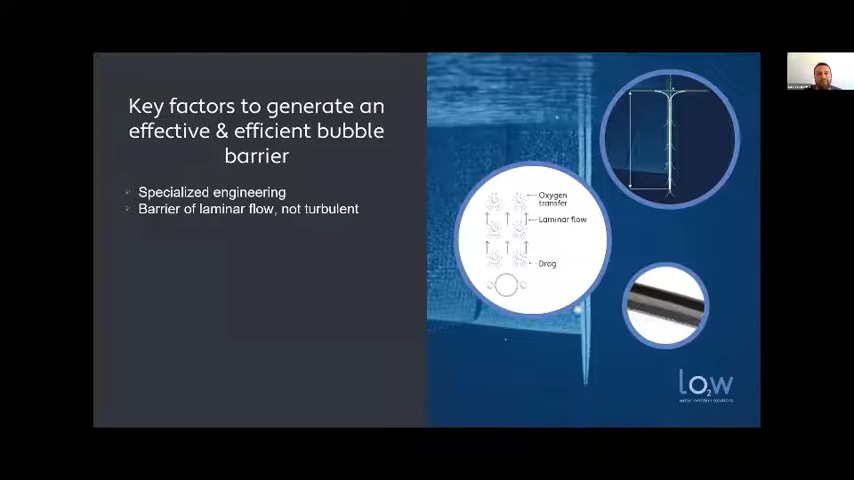 Key factors to generate an
effective & efficient bubble
barrier
Specialized engineering
Barrier of laminar flow, not turbulent
Oxygen
transfer
Laminar flow
Drag
lo2w